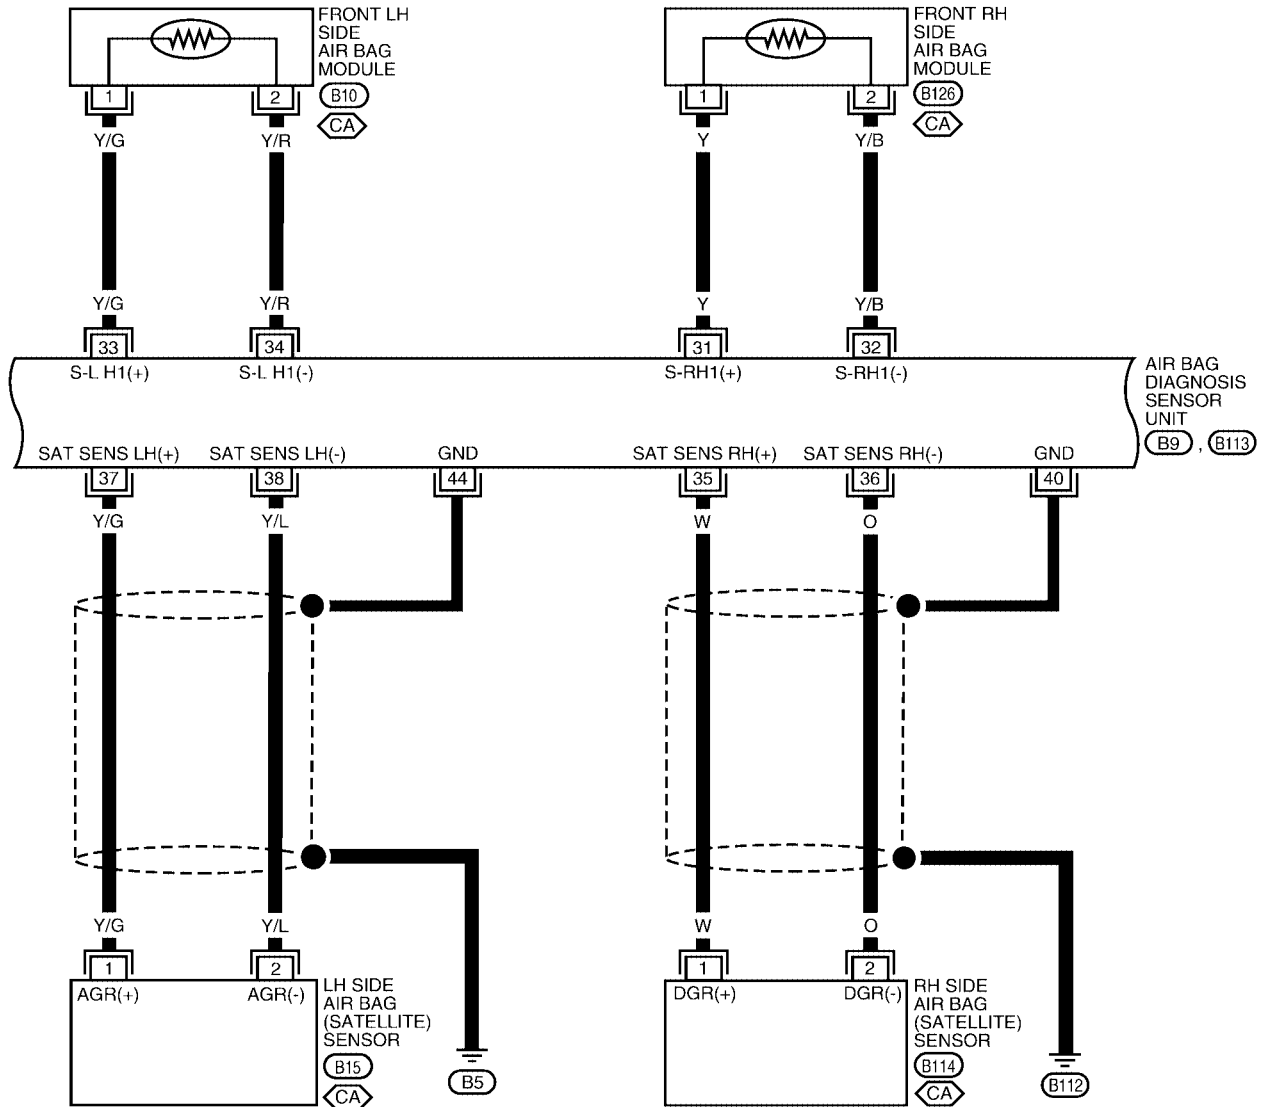 FRONT LH
SIDE
AIR BAG
MODULE
B10
CA
1
2
Y/G
Y/R
FRONT RH
SIDE
AIR BAG
MODULE
B126
CA
1
2
Y
Y/B
Y/G
Y/R
Y
Y/B
33
34
31
32
S-L H1(+)
S-L H1(-)
S-RH1(+)
S-RH1(-)
AIR BAG
DIAGNOSIS
SENSOR
UNIT
B9 , B113
SAT SENS LH(+)
SAT SENS LH(-)
GND
SAT SENS RH(+)
SAT SENS RH(-)
GND
37
38
44
35
36
40
Y/G
Y/L
W
O
Y/G
Y/L
W
O
1
2
1
2
AGR(+)
AGR(-)
LH SIDE
AIR BAG
(SATELLITE)
SENSOR
B15
CA
B5
DGR(+)
DGR(-)
RH SIDE
AIR BAG
(SATELLITE)
SENSOR
B114
CA
B112